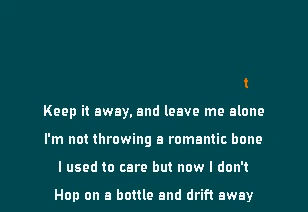 t
Keep it away, and leave me alone
I'm not throwing a romantic bone
I used to care but now I don't
Hop on a bottle and drift away